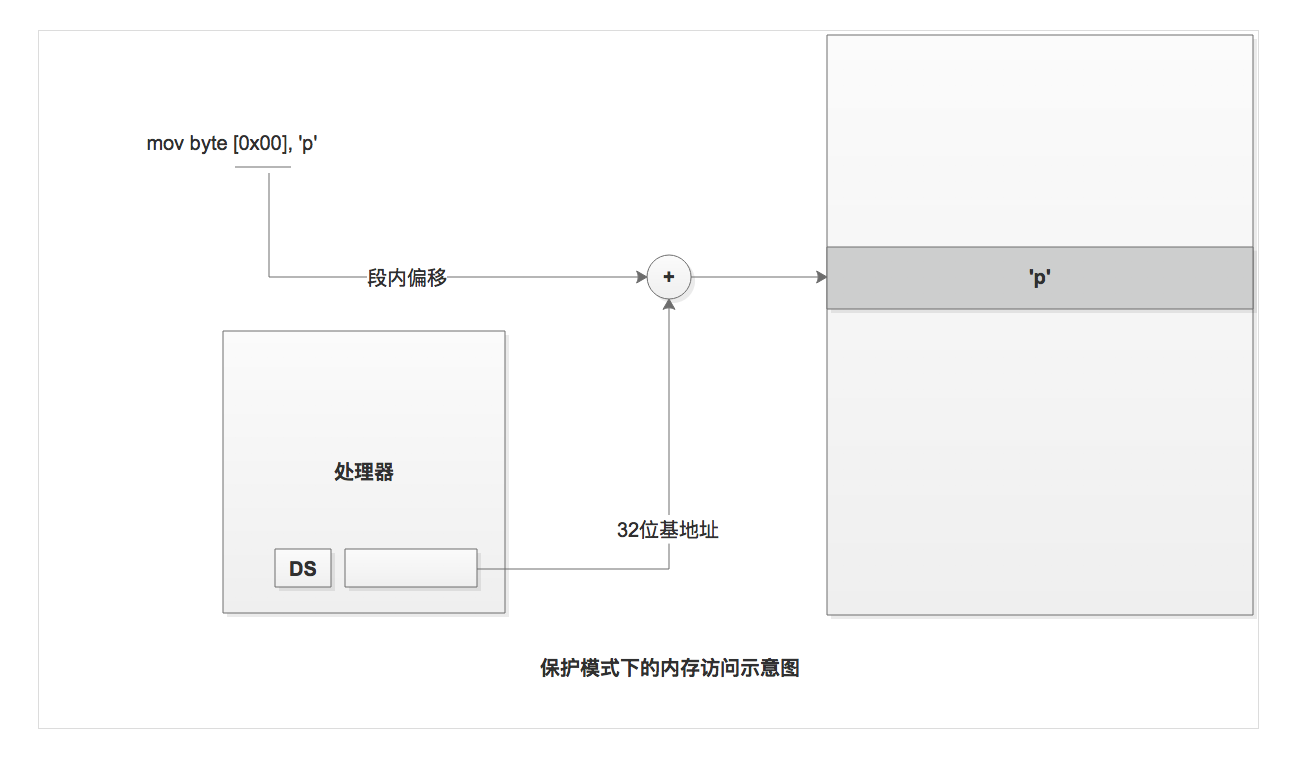 mov byte [0x00], 'p'
段内偏移
+
'p'
处理器
32位基地址
DS
保护模式下的内存访问示意图